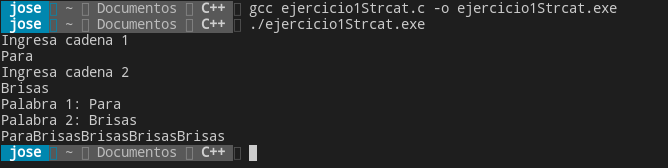 jose ~ Documentos C++ gcc ejercicio1Strcat.c -o ejercicio1Strcat.exe
jose ~ Documentos C++ ./ejercicio1Strcat.exe
Ingresa cadena 1
Para
Ingresa cadena 2
Brisas
Palabra 1: Para
Palabra 2: Brisas
ParaBrisasBrisasBrisasBrisas
jose ~ Documentos C++